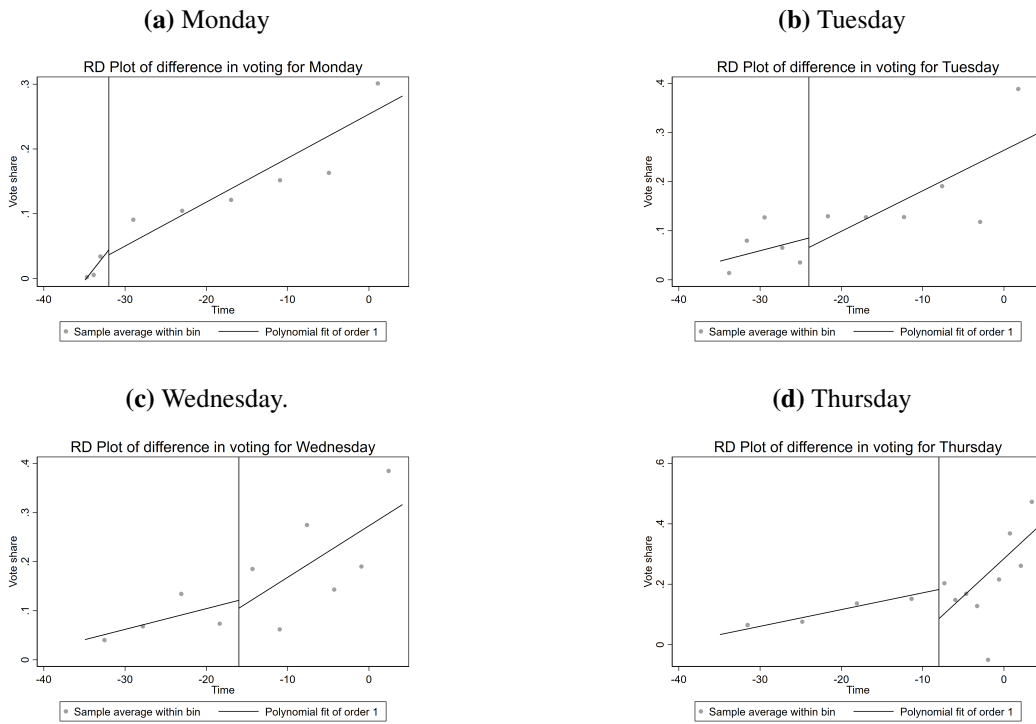 (a) Monday
RD Plot of difference in voting for Monday
Vote share
.3
.2
.1
0
-40 -30 -20 -10 0
Time
Sample average within bin Polynomial fit of order 1
(b) Tuesday
RD Plot of difference in voting for Tuesday
Vote share
.4
.3
.2
.1
0
-40 -30 -20 -10 0
Time
Sample average within bin Polynomial fit of order 1
(c) Wednesday.
RD Plot of difference in voting for Wednesday
Vote share
.4
.3
.2
.1
0
-40 -30 -20 -10 0
Time
Sample average within bin Polynomial fit of order 1
(d) Thursday
RD Plot of difference in voting for Thursday
Vote share
.6
.4
.2
0
-40 -30 -20 -10 0
Time
Sample average within bin Polynomial fit of order 1